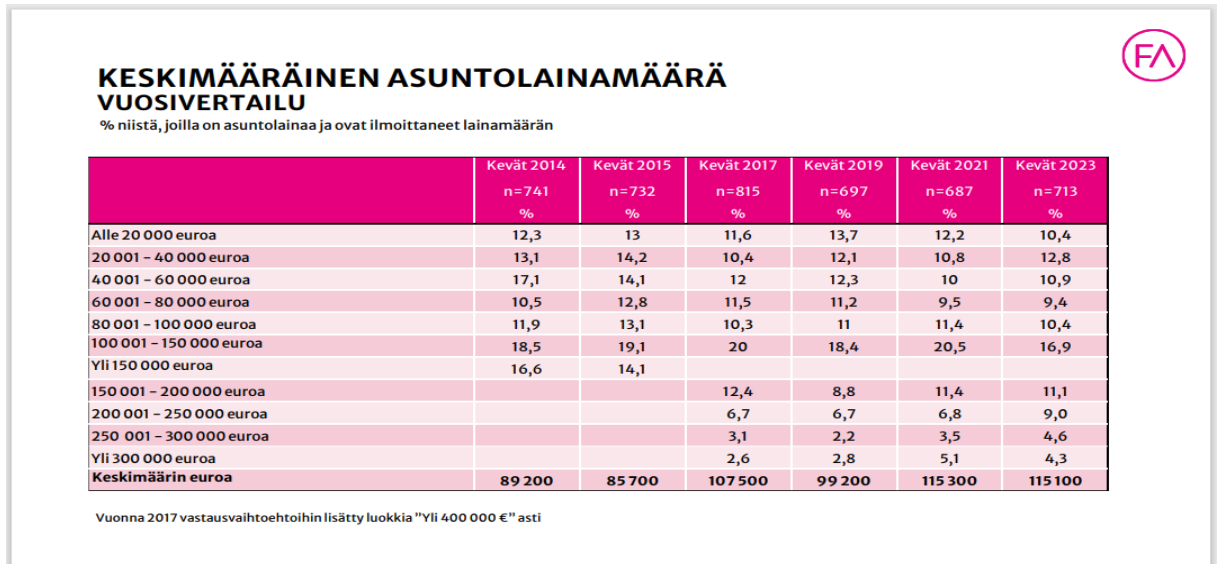 FA
KESKIMÄÄRÄINEN ASUNTOLAINAMÄÄRÄ
VUOSIVERTAILU
% niistä, joilla on asuntolainaa ja ovat ilmoittaneet lainamäärän
Kevät 2014 Kevät 2015 Kevät 2017 Kevät 2019 Kevät 2021 Kevät 2023
n=741 n=732 n=815 n=697 n=687 n=713
% % % % % %
Alle 20 000 euroa 12,3 13 11,6 13,7 12,2 10,4
20 001 – 40 000 euroa 13,1 14,2 10,4 12,1 10,8 12,8
40 001 – 60 000 euroa 17,1 14,1 12 12,3 10 10,9
60 001 – 80 000 euroa 10,5 12,8 11,5 11,2 9,5 9,4
80 001 – 100 000 euroa 11,9 13,1 10,3 11 11,4 10,4
100 001 – 150 000 euroa 18,5 19,1 20 18,4 20,5 16,9
Yli 150 000 euroa 16,6 14,1
150 001 – 200 000 euroa 12,4 8,8 11,4 11,1
200 001 – 250 000 euroa 6,7 6,7 6,8 9,0
250 001 – 300 000 euroa 3,1 2,2 3,5 4,6
Yli 300 000 euroa 2,6 2,8 5,1 4,3
Keskimäärin euroa 89 200 85 700 107 500 99 200 115 300 115 100
Vuonna 2017 vastausvaihtoehtoihin lisätty luokkia ”Yli 400 000 €” asti